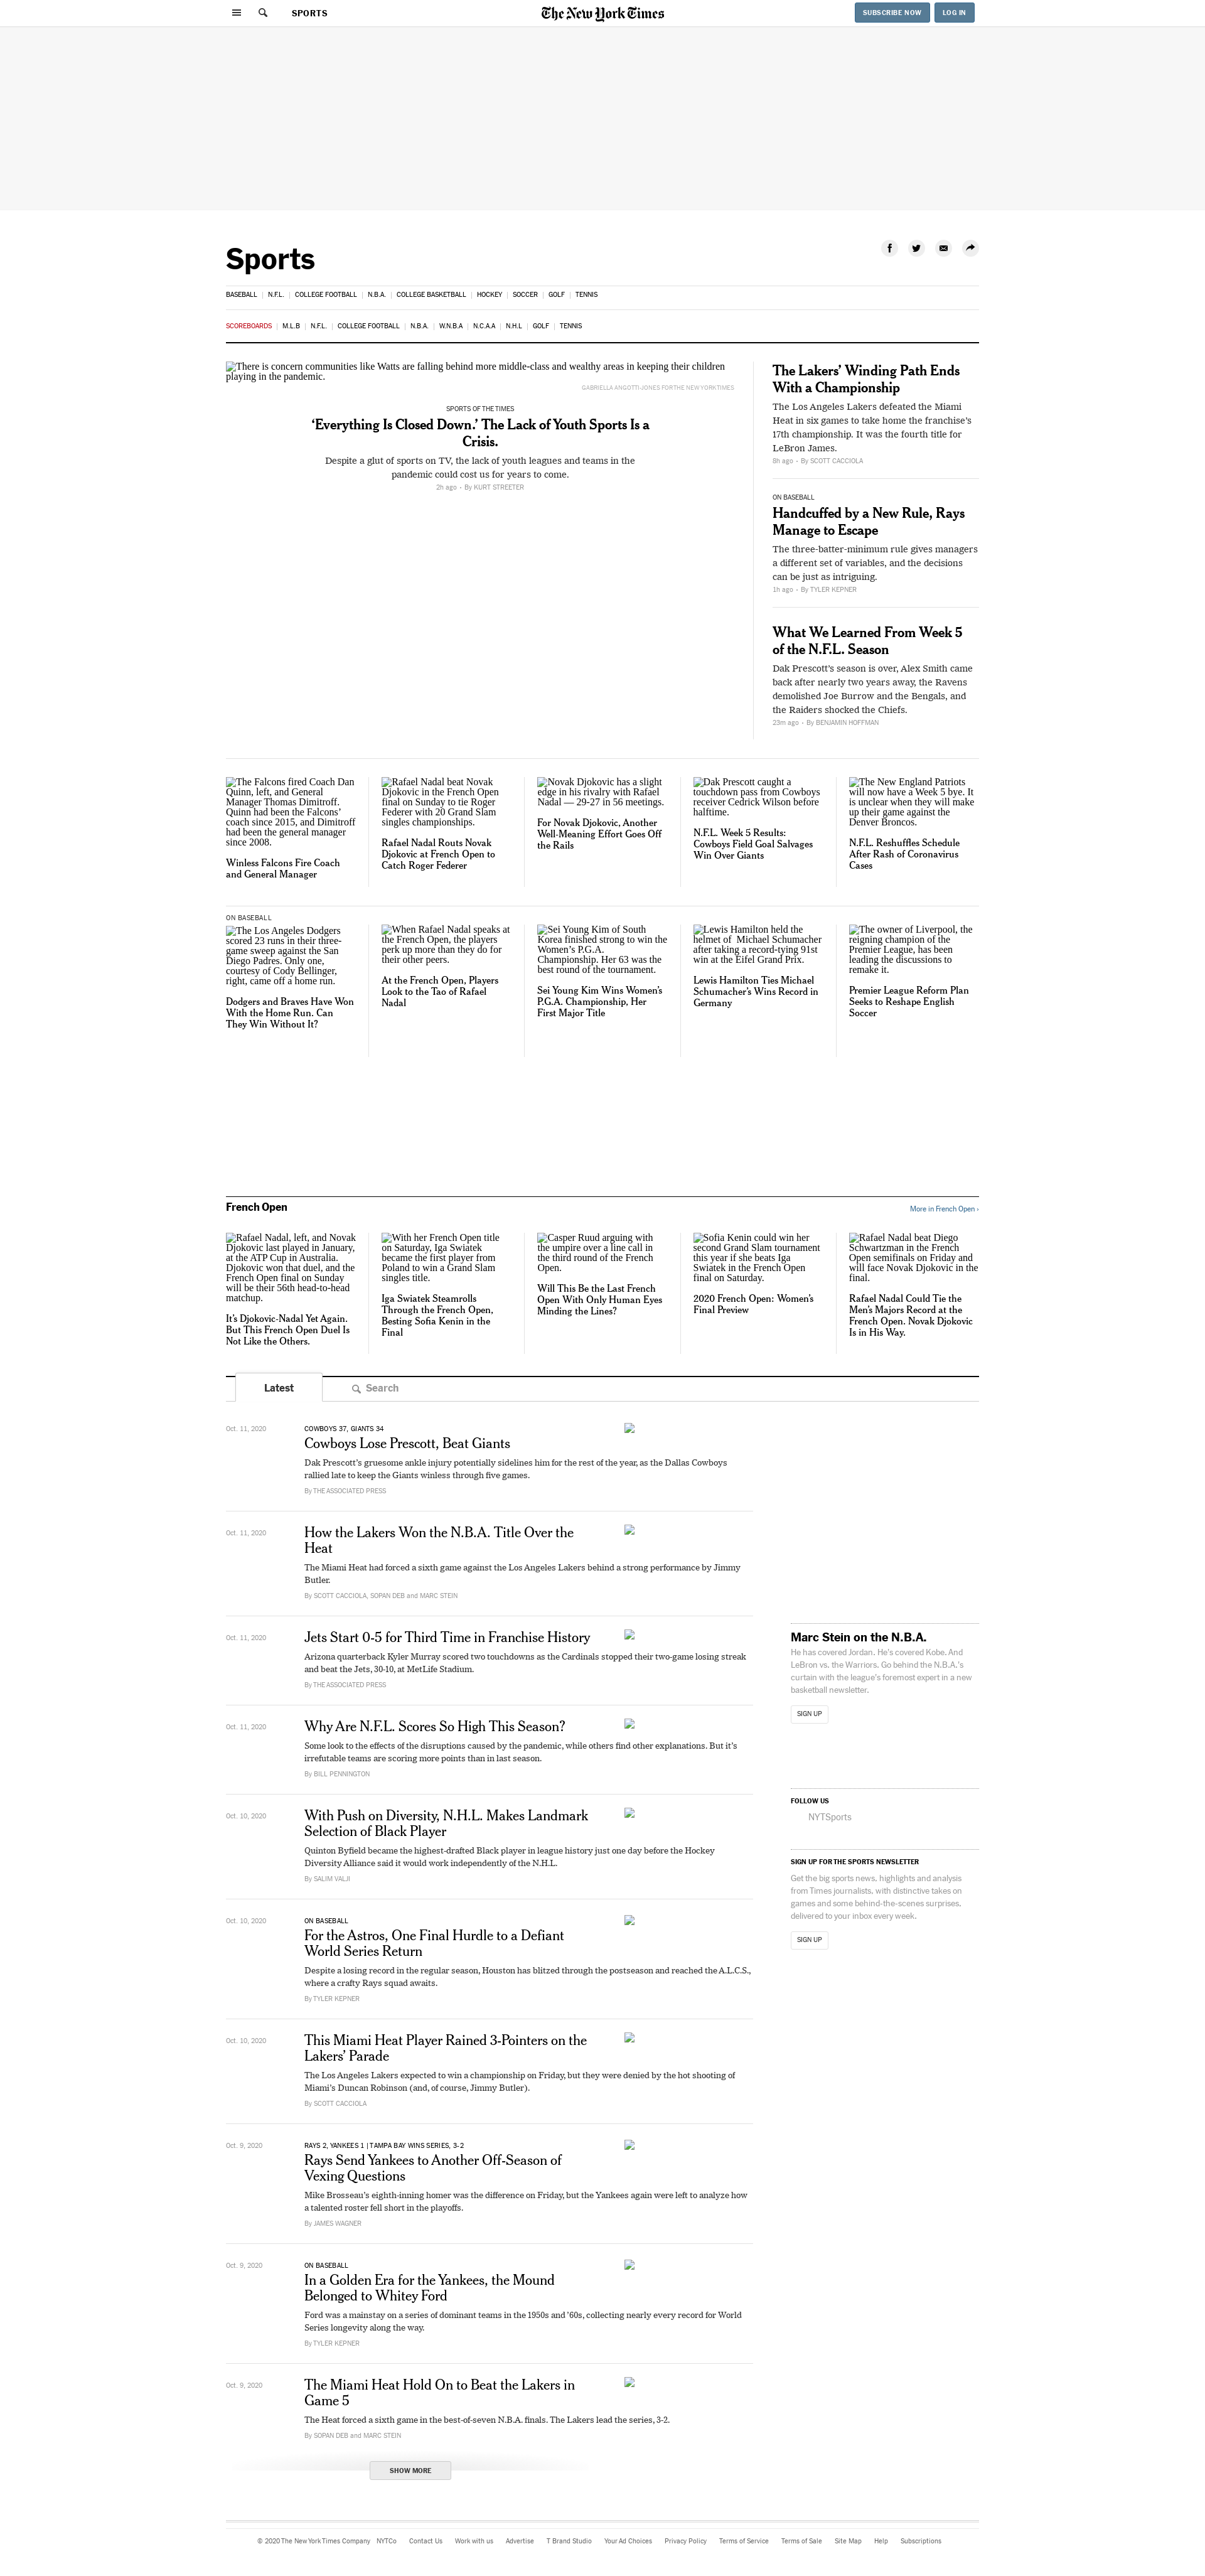 SPORTS
The New York Times
SUBSCRIBE NOW
LOG IN
Sports
BASEBALL
N.F.L.
COLLEGE FOOTBALL
N.B.A.
COLLEGE BASKETBALL
HOCKEY
SOCCER
GOLF
TENNIS
SCOREBOARDS
M.L.B
N.F.L.
COLLEGE FOOTBALL
N.B.A.
W.N.B.A
N.C.A.A
N.H.L
GOLF
TENNIS
There is concern communities like Watts are falling behind more middle-class and wealthy areas in keeping their children
playing in the pandemic.
GABRIELLA ANGOTTI-JONES FOR THE NEW YORK TIMES
SPORTS OF THE TIMES
‘Everything Is Closed Down.’ The Lack of Youth Sports Is a
Crisis.
Despite a glut of sports on TV, the lack of youth leagues and teams in the
pandemic could cost us for years to come.
2h ago - By KURT STREETER
The Lakers’ Winding Path Ends
With a Championship
The Los Angeles Lakers defeated the Miami
Heat in six games to take home the franchise’s
17th championship. It was the fourth title for
LeBron James.
8h ago - By SCOTT CACCIOLA
ON BASEBALL
Handcuffed by a New Rule, Rays
Manage to Escape
The three-batter-minimum rule gives managers
a different set of variables, and the decisions
can be just as intriguing.
1h ago - By TYLER KEPNER
What We Learned From Week 5
of the N.F.L. Season
Dak Prescott’s season is over, Alex Smith came
back after nearly two years away, the Ravens
demolished Joe Burrow and the Bengals, and
the Raiders shocked the Chiefs.
23m ago - By BENJAMIN HOFFMAN
The Falcons fired Coach Dan
Quinn, left, and General
Manager Thomas Dimitroff.
Quinn had been the Falcons’
coach since 2015, and Dimitroff
had been the general manager
since 2008.
Winless Falcons Fire Coach
and General Manager
Rafael Nadal beat Novak
Djokovic in the French Open
final on Sunday to tie Roger
Federer with 20 Grand Slam
singles championships.
Rafael Nadal Routs Novak
Djokovic at French Open to
Catch Roger Federer
Novak Djokovic has a slight
edge in his rivalry with Rafael
Nadal — 29-27 in 56 meetings.
For Novak Djokovic, Another
Well-Meaning Effort Goes Off
the Rails
Dak Prescott caught a
touchdown pass from Cowboys
receiver Cedrick Wilson before
halftime.
N.F.L. Week 5 Results:
Cowboys Field Goal Salvages
Win Over Giants
The New England Patriots
will now have a Week 5 bye. It
is unclear when they will make
up their game against the
Denver Broncos.
N.F.L. Reshuffles Schedule
After Rash of Coronavirus
Cases
ON BASEBALL
The Los Angeles Dodgers
scored 23 runs in their three-
game sweep against the San
Diego Padres. Only one,
courtesy of Cody Bellinger,
right, came off a home run.
Dodgers and Braves Have Won
With the Home Run. Can
They Win Without It?
When Rafael Nadal speaks at
the French Open, the players
perk up more than they do for
their other peers.
At the French Open, Players
Look to the Tao of Rafael
Nadal
Sei Young Kim of South
Korea finished strong to win the
Women’s P.G.A.
Championship. Her 63 was the
best round of the tournament.
Sei Young Kim Wins Women’s
P.G.A. Championship, Her
First Major Title
Lewis Hamilton held the
helmet of Michael Schumacher
after taking a record-tying 91st
win at the Eifel Grand Prix.
Lewis Hamilton Ties Michael
Schumacher’s Wins Record in
Germany
The owner of Liverpool, the
reigning champion of the
Premier League, has been
leading the discussions to
remake it.
Premier League Reform Plan
Seeks to Reshape English
Soccer
French Open
More in French Open ›
Rafael Nadal, left, and Novak
Djokovic last played in January,
at the ATP Cup in Australia.
Djokovic won that duel, and the
French Open final on Sunday
will be their 56th head-to-head
matchup.
It’s Djokovic-Nadal Yet Again.
But This French Open Duel Is
Not Like the Others.
With her French Open title
on Saturday, Iga Swiatek
became the first player from
Poland to win a Grand Slam
singles title.
Iga Swiatek Steamrolls
Through the French Open,
Besting Sofia Kenin in the
Final
Casper Ruud arguing with
the umpire over a line call in
the third round of the French
Open.
Will This Be the Last French
Open With Only Human Eyes
Minding the Lines?
Sofia Kenin could win her
second Grand Slam tournament
this year if she beats Iga
Swiatek in the French Open
final on Saturday.
2020 French Open: Women’s
Final Preview
Rafael Nadal beat Diego
Schwartzman in the French
Open semifinals on Friday and
will face Novak Djokovic in the
final.
Rafael Nadal Could Tie the
Men’s Majors Record at the
French Open. Novak Djokovic
Is in His Way.
Latest
Search
Oct. 11, 2020
COWBOYS 37, GIANTS 34
Cowboys Lose Prescott, Beat Giants
Dak Prescott’s gruesome ankle injury potentially sidelines him for the rest of the year, as the Dallas Cowboys
rallied late to keep the Giants winless through five games.
By THE ASSOCIATED PRESS
Oct. 11, 2020
How the Lakers Won the N.B.A. Title Over the
Heat
The Miami Heat had forced a sixth game against the Los Angeles Lakers behind a strong performance by Jimmy
Butler.
By SCOTT CACCIOLA, SOPAN DEB and MARC STEIN
Oct. 11, 2020
Jets Start 0-5 for Third Time in Franchise History
Arizona quarterback Kyler Murray scored two touchdowns as the Cardinals stopped their two-game losing streak
and beat the Jets, 30-10, at MetLife Stadium.
By THE ASSOCIATED PRESS
Oct. 11, 2020
Why Are N.F.L. Scores So High This Season?
Some look to the effects of the disruptions caused by the pandemic, while others find other explanations. But it’s
irrefutable teams are scoring more points than in last season.
By BILL PENNINGTON
Oct. 10, 2020
With Push on Diversity, N.H.L. Makes Landmark
Selection of Black Player
Quinton Byfield became the highest-drafted Black player in league history just one day before the Hockey
Diversity Alliance said it would work independently of the N.H.L.
By SALIM VALJI
Oct. 10, 2020
ON BASEBALL
For the Astros, One Final Hurdle to a Defiant
World Series Return
Despite a losing record in the regular season, Houston has blitzed through the postseason and reached the A.L.C.S.,
where a crafty Rays squad awaits.
By TYLER KEPNER
Oct. 10, 2020
This Miami Heat Player Rained 3-Pointers on the
Lakers’ Parade
The Los Angeles Lakers expected to win a championship on Friday, but they were denied by the hot shooting of
Miami’s Duncan Robinson (and, of course, Jimmy Butler).
By SCOTT CACCIOLA
Oct. 9, 2020
RAYS 2, YANKEES 1 | TAMPA BAY WINS SERIES, 3-2
Rays Send Yankees to Another Off-Season of
Vexing Questions
Mike Brosseau’s eighth-inning homer was the difference on Friday, but the Yankees again were left to analyze how
a talented roster fell short in the playoffs.
By JAMES WAGNER
Oct. 9, 2020
ON BASEBALL
In a Golden Era for the Yankees, the Mound
Belonged to Whitey Ford
Ford was a mainstay on a series of dominant teams in the 1950s and ’60s, collecting nearly every record for World
Series longevity along the way.
By TYLER KEPNER
Oct. 9, 2020
The Miami Heat Hold On to Beat the Lakers in
Game 5
The Heat forced a sixth game in the best-of-seven N.B.A. finals. The Lakers lead the series, 3-2.
By SOPAN DEB and MARC STEIN
SHOW MORE
Marc Stein on the N.B.A.
He has covered Jordan. He’s covered Kobe. And
LeBron vs. the Warriors. Go behind the N.B.A.’s
curtain with the league’s foremost expert in a new
basketball newsletter.
SIGN UP
FOLLOW US
NYTSports
SIGN UP FOR THE SPORTS NEWSLETTER
Get the big sports news, highlights and analysis
from Times journalists, with distinctive takes on
games and some behind-the-scenes surprises,
delivered to your inbox every week.
SIGN UP
© 2020 The New York Times Company
NYTCo
Contact Us
Work with us
Advertise
T Brand Studio
Your Ad Choices
Privacy Policy
Terms of Service
Terms of Sale
Site Map
Help
Subscriptions